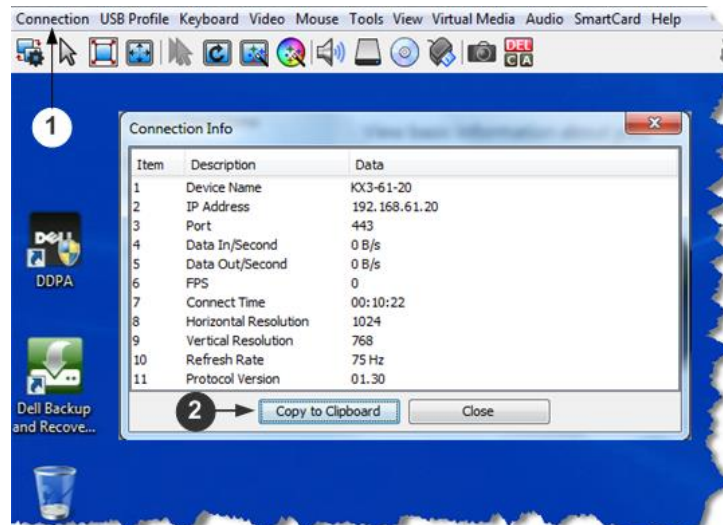 Connection USB Profile Keyboard Video Mouse Tools View Virtual Media Audio SmartCard Help
DEL
C A
1
Connection Info
Item Description Data
1 Device Name KX3-61-20
2 IP Address 192.168.61.20
3 Port 443
4 Data In/Second 0 B/s
5 Data Out/Second 0 B/s
6 FPS 0
7 Connect Time 00:10:22
8 Horizontal Resolution 1024
9 Vertical Resolution 768
10 Refresh Rate 75 Hz
11 Protocol Version 01.30
2 Copy to Clipboard Close
DELL
DDPA
Dell Backup
and Recove...